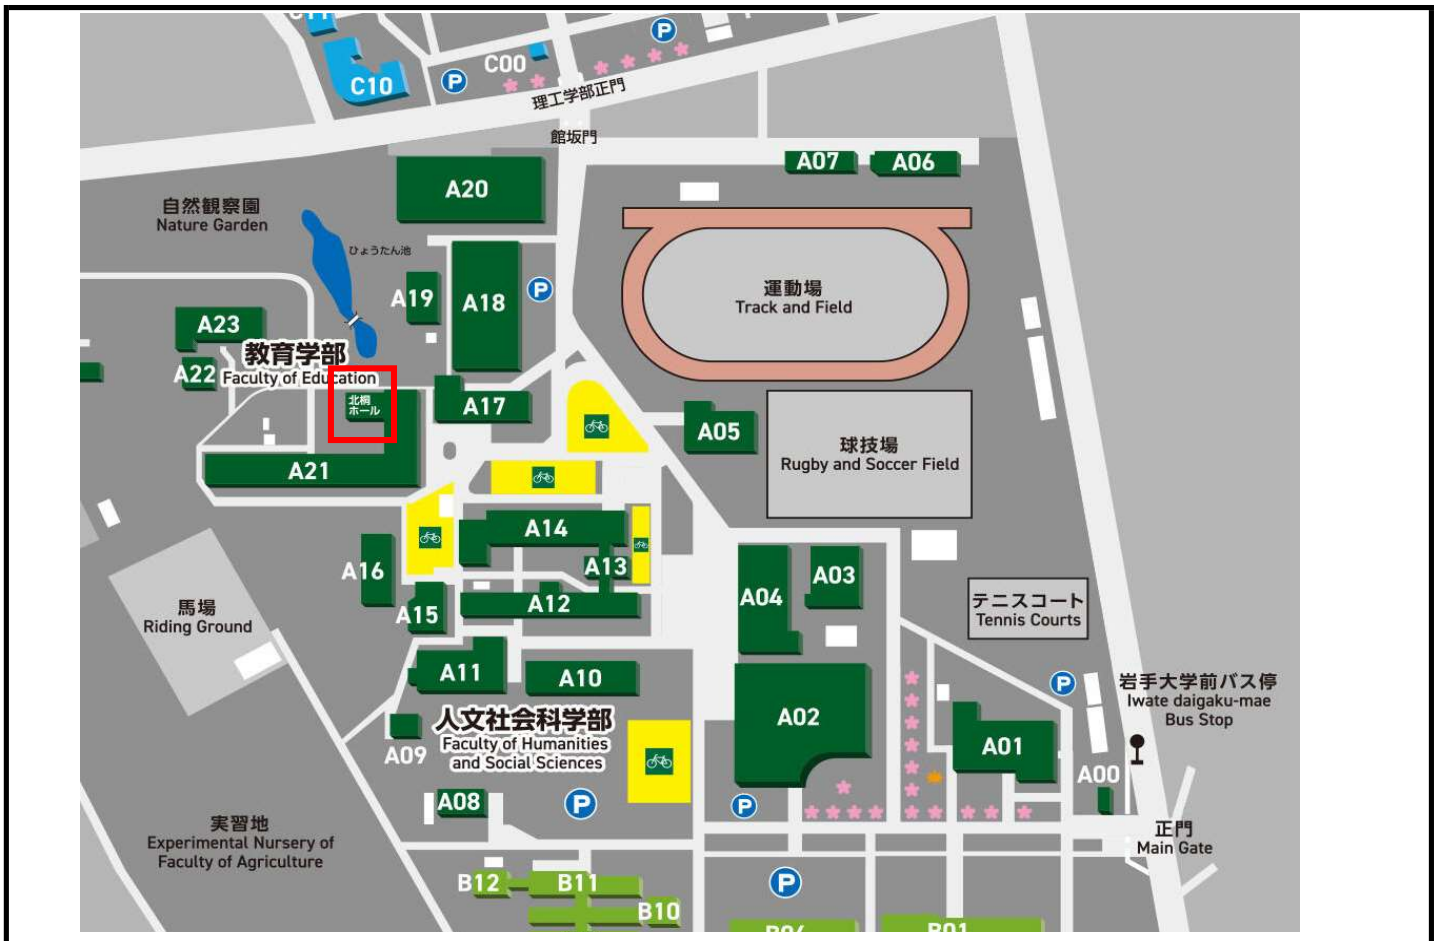 C10
P
C00
P
理工学部正門
館坂門
A07
A06
A20
自然観察園
Nature Garden
ひょうたん池
A19
A18
P
運動場
Track and Field
A23
教育学部
Faculty of Education
A22
北桐
ホール
A17
A05
球技場
Rugby and Soccer Field
A21
A14
A13
A16
A12
A15
A04
A03
テニスコート
Tennis Courts
馬場
Riding Ground
A11
A10
P
岩手大学前バス停
Iwate daigaku-mae
Bus Stop
A02
人文社会科学部
Faculty of Humanities
and Social Sciences
A09
A01
A00
A08
P
P
実習地
Experimental Nursery of
Faculty of Agriculture
正門
Main Gate
B12
B11
P
B10
B01